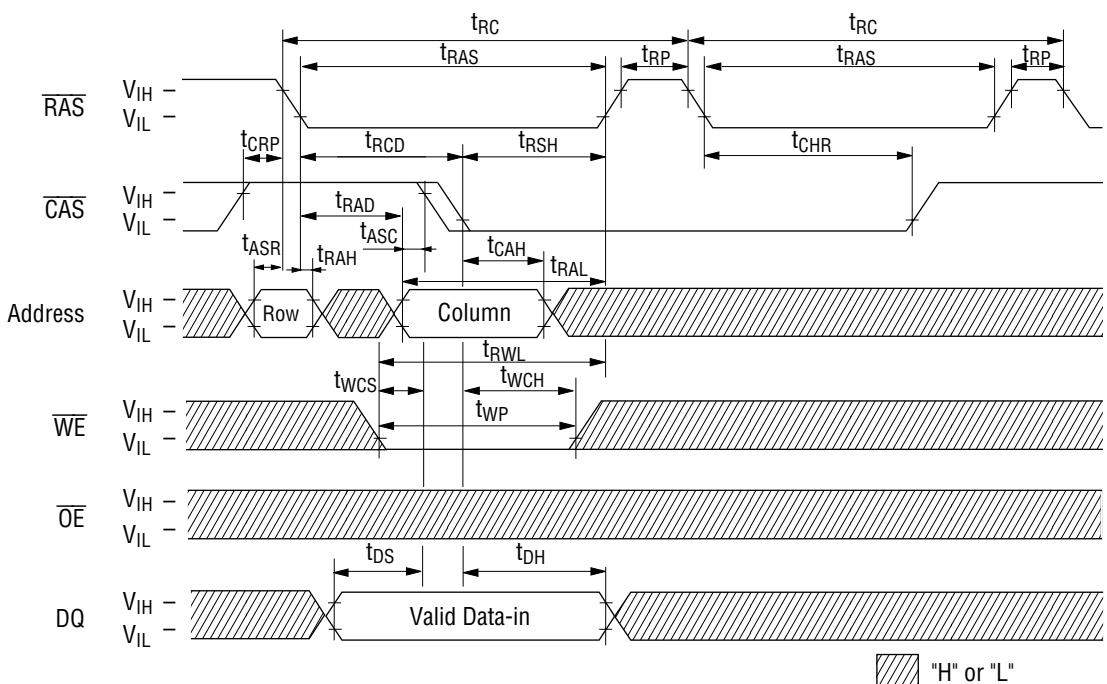 tRC tRC
tRAS tRP tRAS tRP
RAS VIH
VIL
tCRP tRCD tRSH tCHR
CAS VIH
VIL
tRAD
tASR tRAH tASC tCAH tRAL
Address VIH
VIL
Row Column
tRWL
tWCS tWCH
tWP
WE VIH
VIL
OE VIH
VIL
tDS tDH
DQ VIH
VIL
Valid Data-in
"H" or "L"